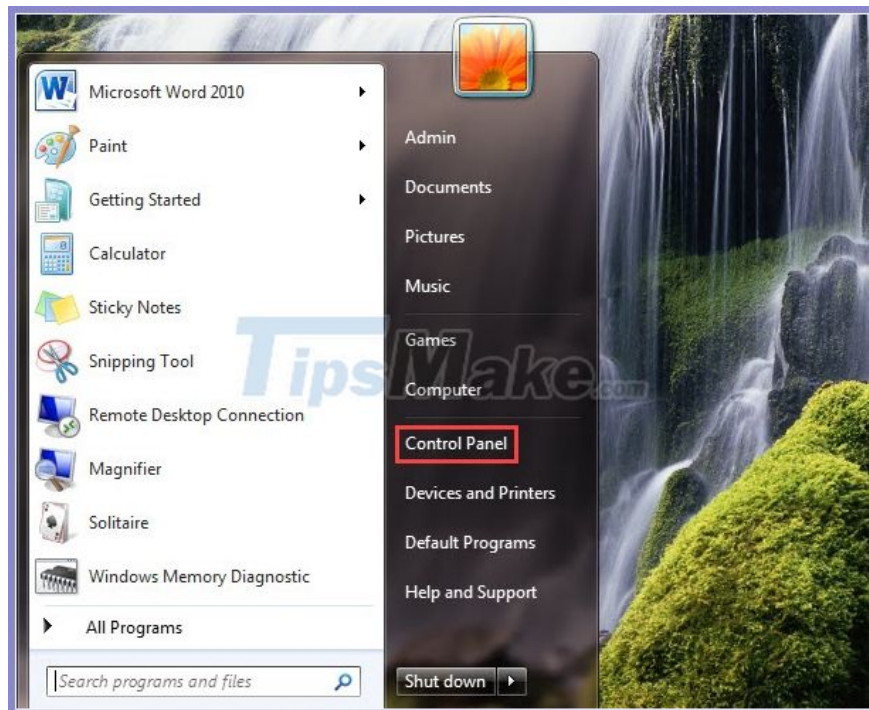 Microsoft Word 2010
Paint
Getting Started
Calculator
Sticky Notes
Snipping Tool
Remote Desktop Connection
Magnifier
Solitaire
Windows Memory Diagnostic
All Programs
Search programs and files
Admin
Documents
Pictures
Music
Games
Computer
Control Panel
Devices and Printers
Default Programs
Help and Support
Shut down
TipsMake.com